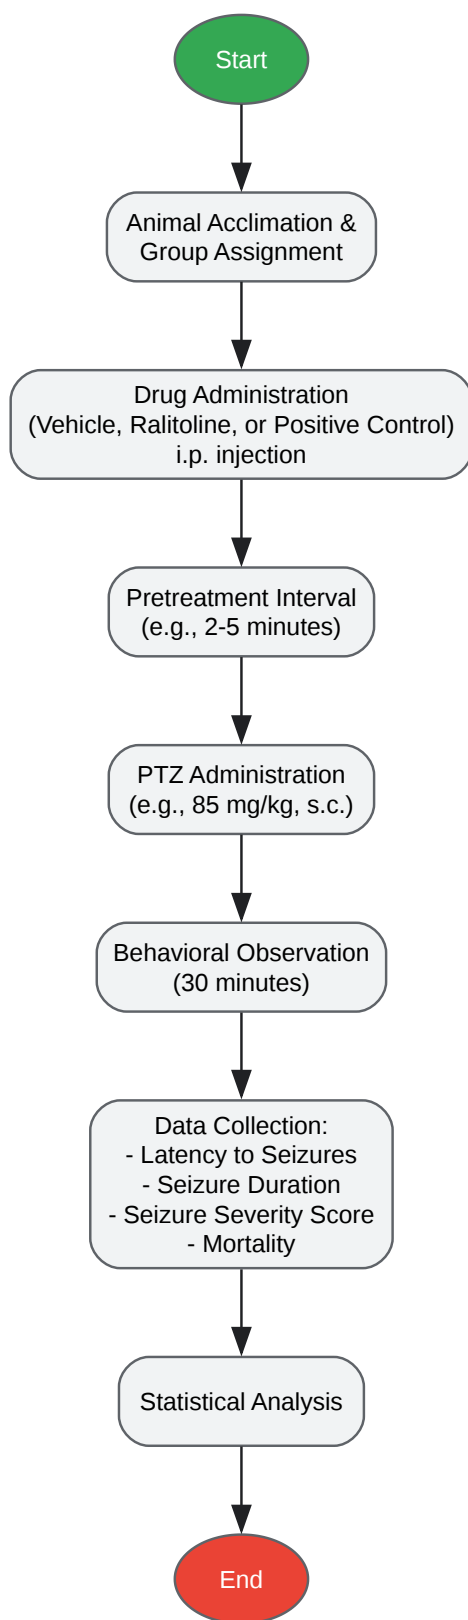 Start
Animal Acclimation &
Group Assignment
Drug Administration
(Vehicle, Ralitoline, or Positive Control)
i.p. injection
Pretreatment Interval
(e.g., 2-5 minutes)
PTZ Administration
(e.g., 85 mg/kg, s.c.)
Behavioral Observation
(30 minutes)
Data Collection:
- Latency to Seizures
- Seizure Duration
- Seizure Severity Score
- Mortality
Statistical Analysis
End